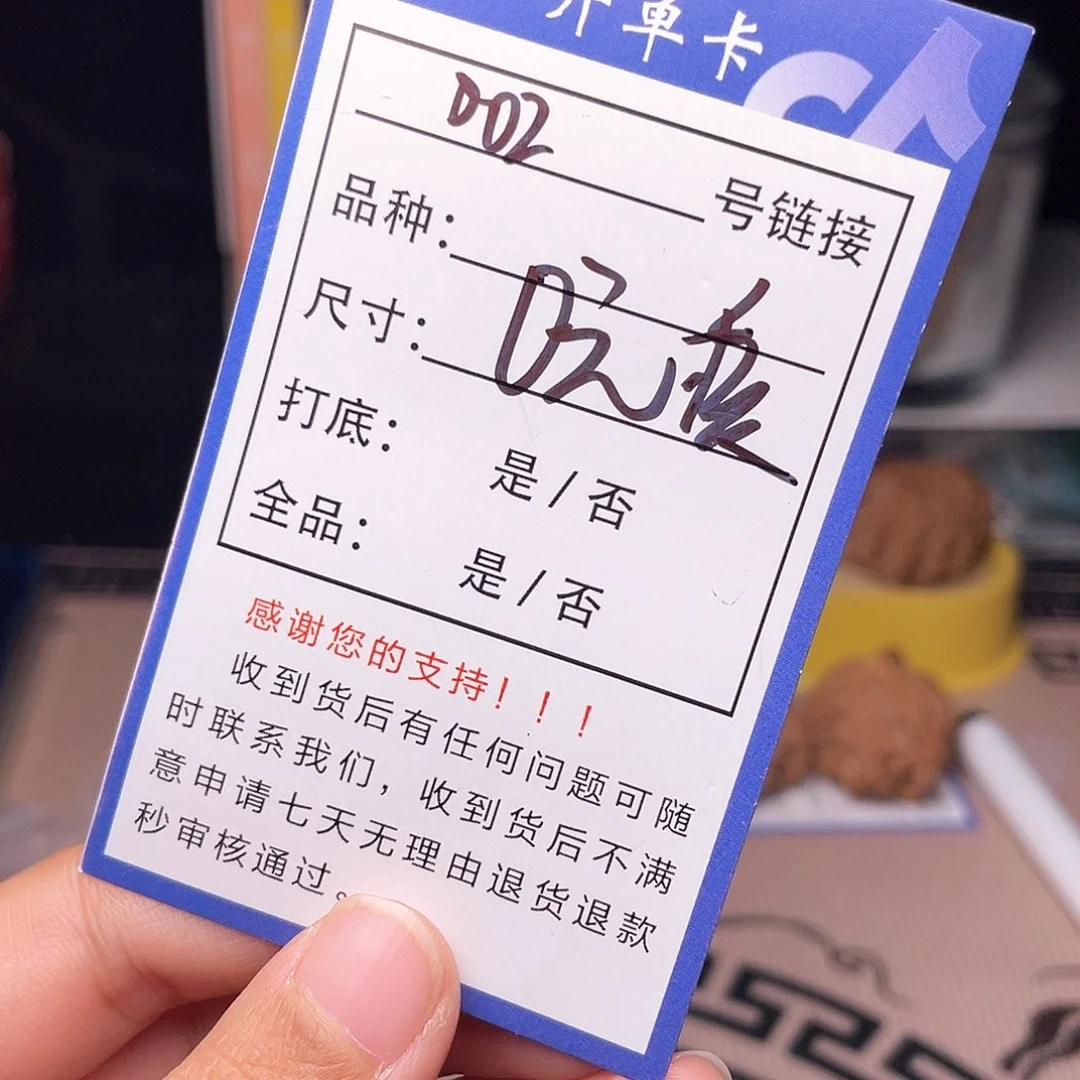 开单卡
002
号链接
品种：
尺寸：
打底： 是/否
全品： 是/否
感谢您的支持！！！
收到货后有任何问题可随
时联系我们，收到货后不满
意申请七天无理由退货退款
秒审核通过。